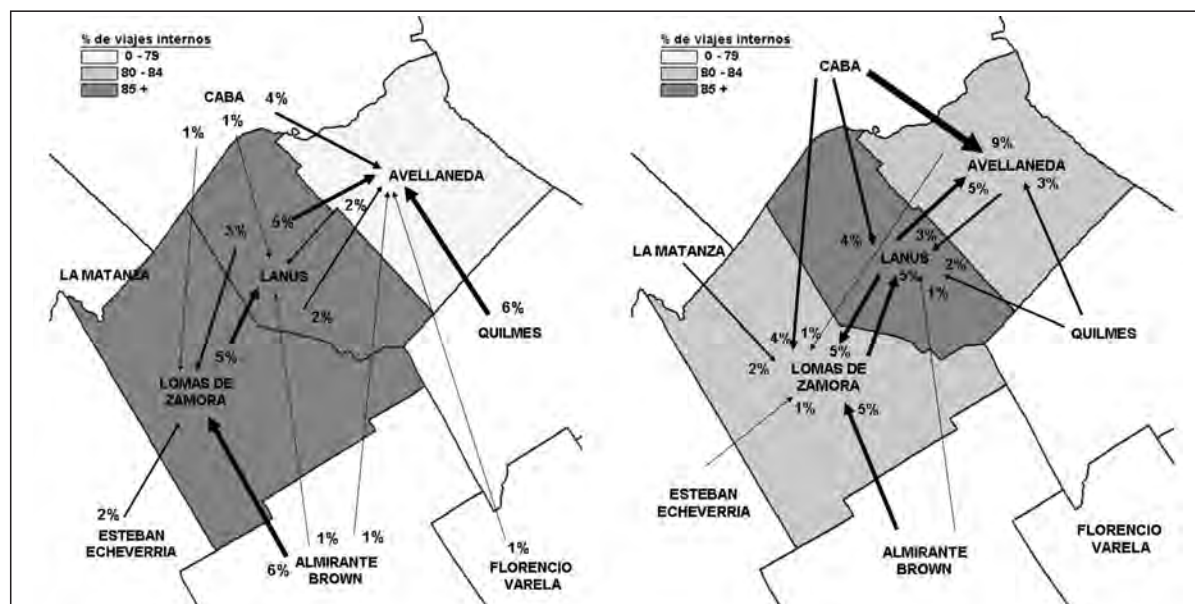 % de viajes internos
0 - 79
80 - 84
85 +
CABA
4%
1%
1%
AVELLANEDA
2%
6%
3%
LA MATANZA
LANUS
2%
6%
QUILMES
5%
LOMAS DE
ZAMORA
2%
ESTEBAN
ECHEVERRIA
1%
1%
6%
ALMIRANTE
BROWN
1%
FLORENCIO
VARELA
% de viajes internos
0 - 79
80 - 84
85 +
CABA
9%
AVELLANEDA
5%
3%
4%
3%
LA MATANZA
LANUS
2%
5%
1%
QUILMES
4%
1%
5%
2%
LOMAS DE
ZAMORA
1%
5%
ESTEBAN
ECHEVERRIA
ALMIRANTE
BROWN
FLORENCIO
VARELA